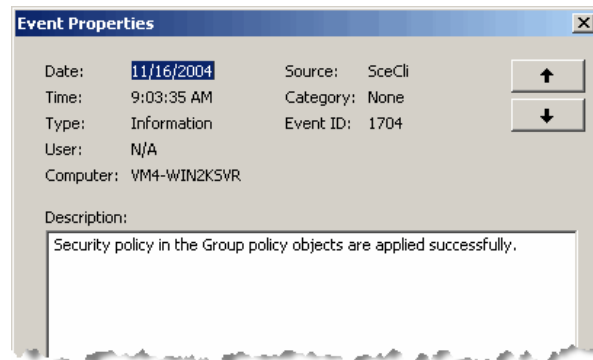 Event Properties
Date: 11/16/2004 Source: SceCli
Time: 9:03:35 AM Category: None
Type: Information Event ID: 1704
User: N/A
Computer: VM4-WIN2KSVR
Description:
Security policy in the Group policy objects are applied successfully.